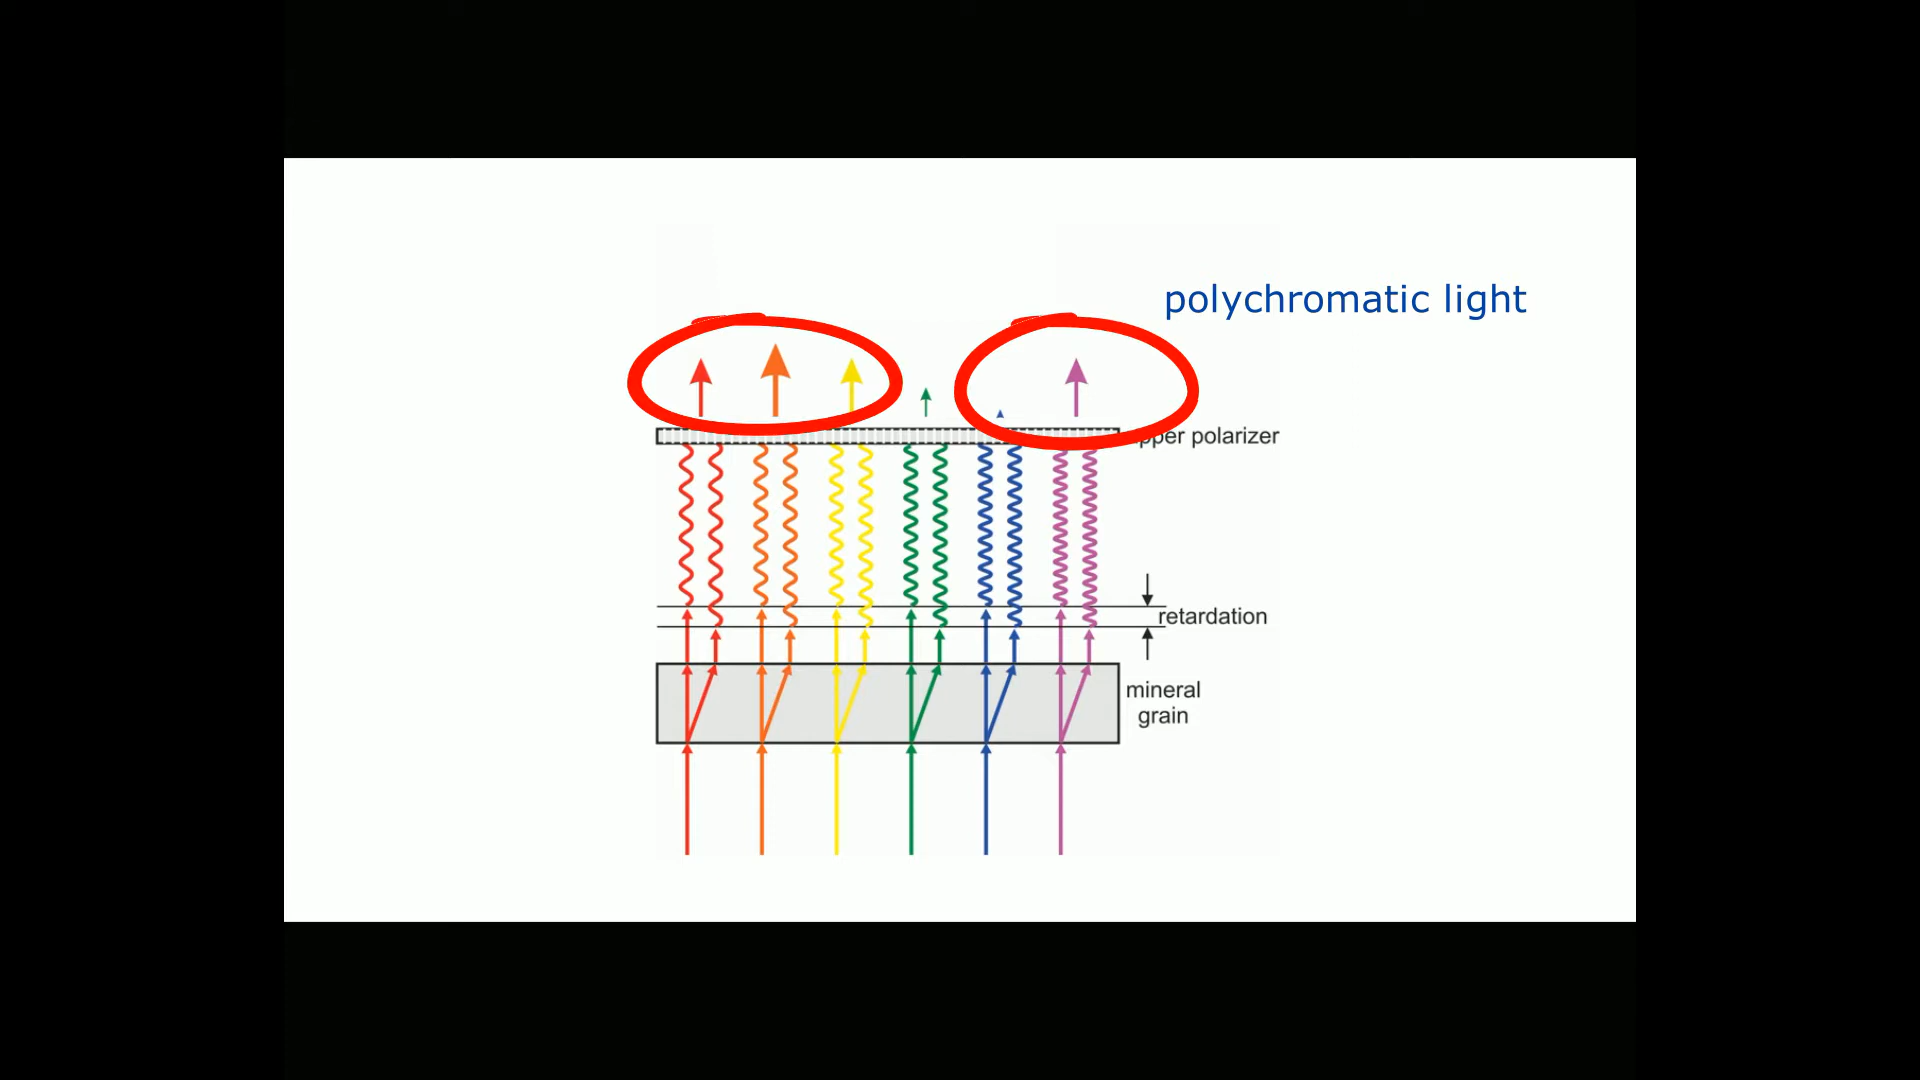 polychromatic light
pper polarizer
retardation
mineral
grain